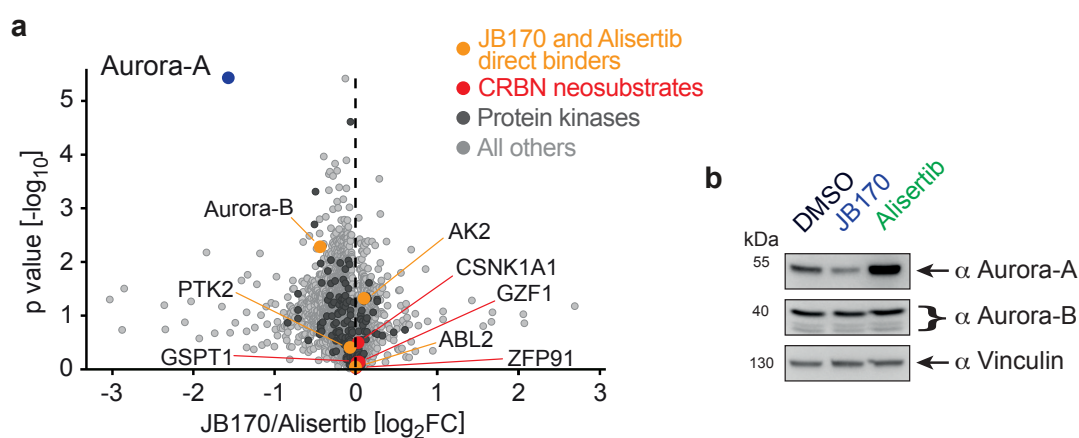 a
Aurora-A
JB170 and Alisertib
direct binders
CRBN neosubstrates
Protein kinases
All others
p value [-log10]
5
4
3
2
1
0
Aurora-B
AK2
CSNK1A1
PTK2
GZF1
ABL2
GSPT1
ZFP91
-3 -2 -1 0 1 2 3
JB170/Alisertib [log2FC]
b
DMSO
JB170
Alisertib
kDa
55
α Aurora-A
40
α Aurora-B
130
α Vinculin